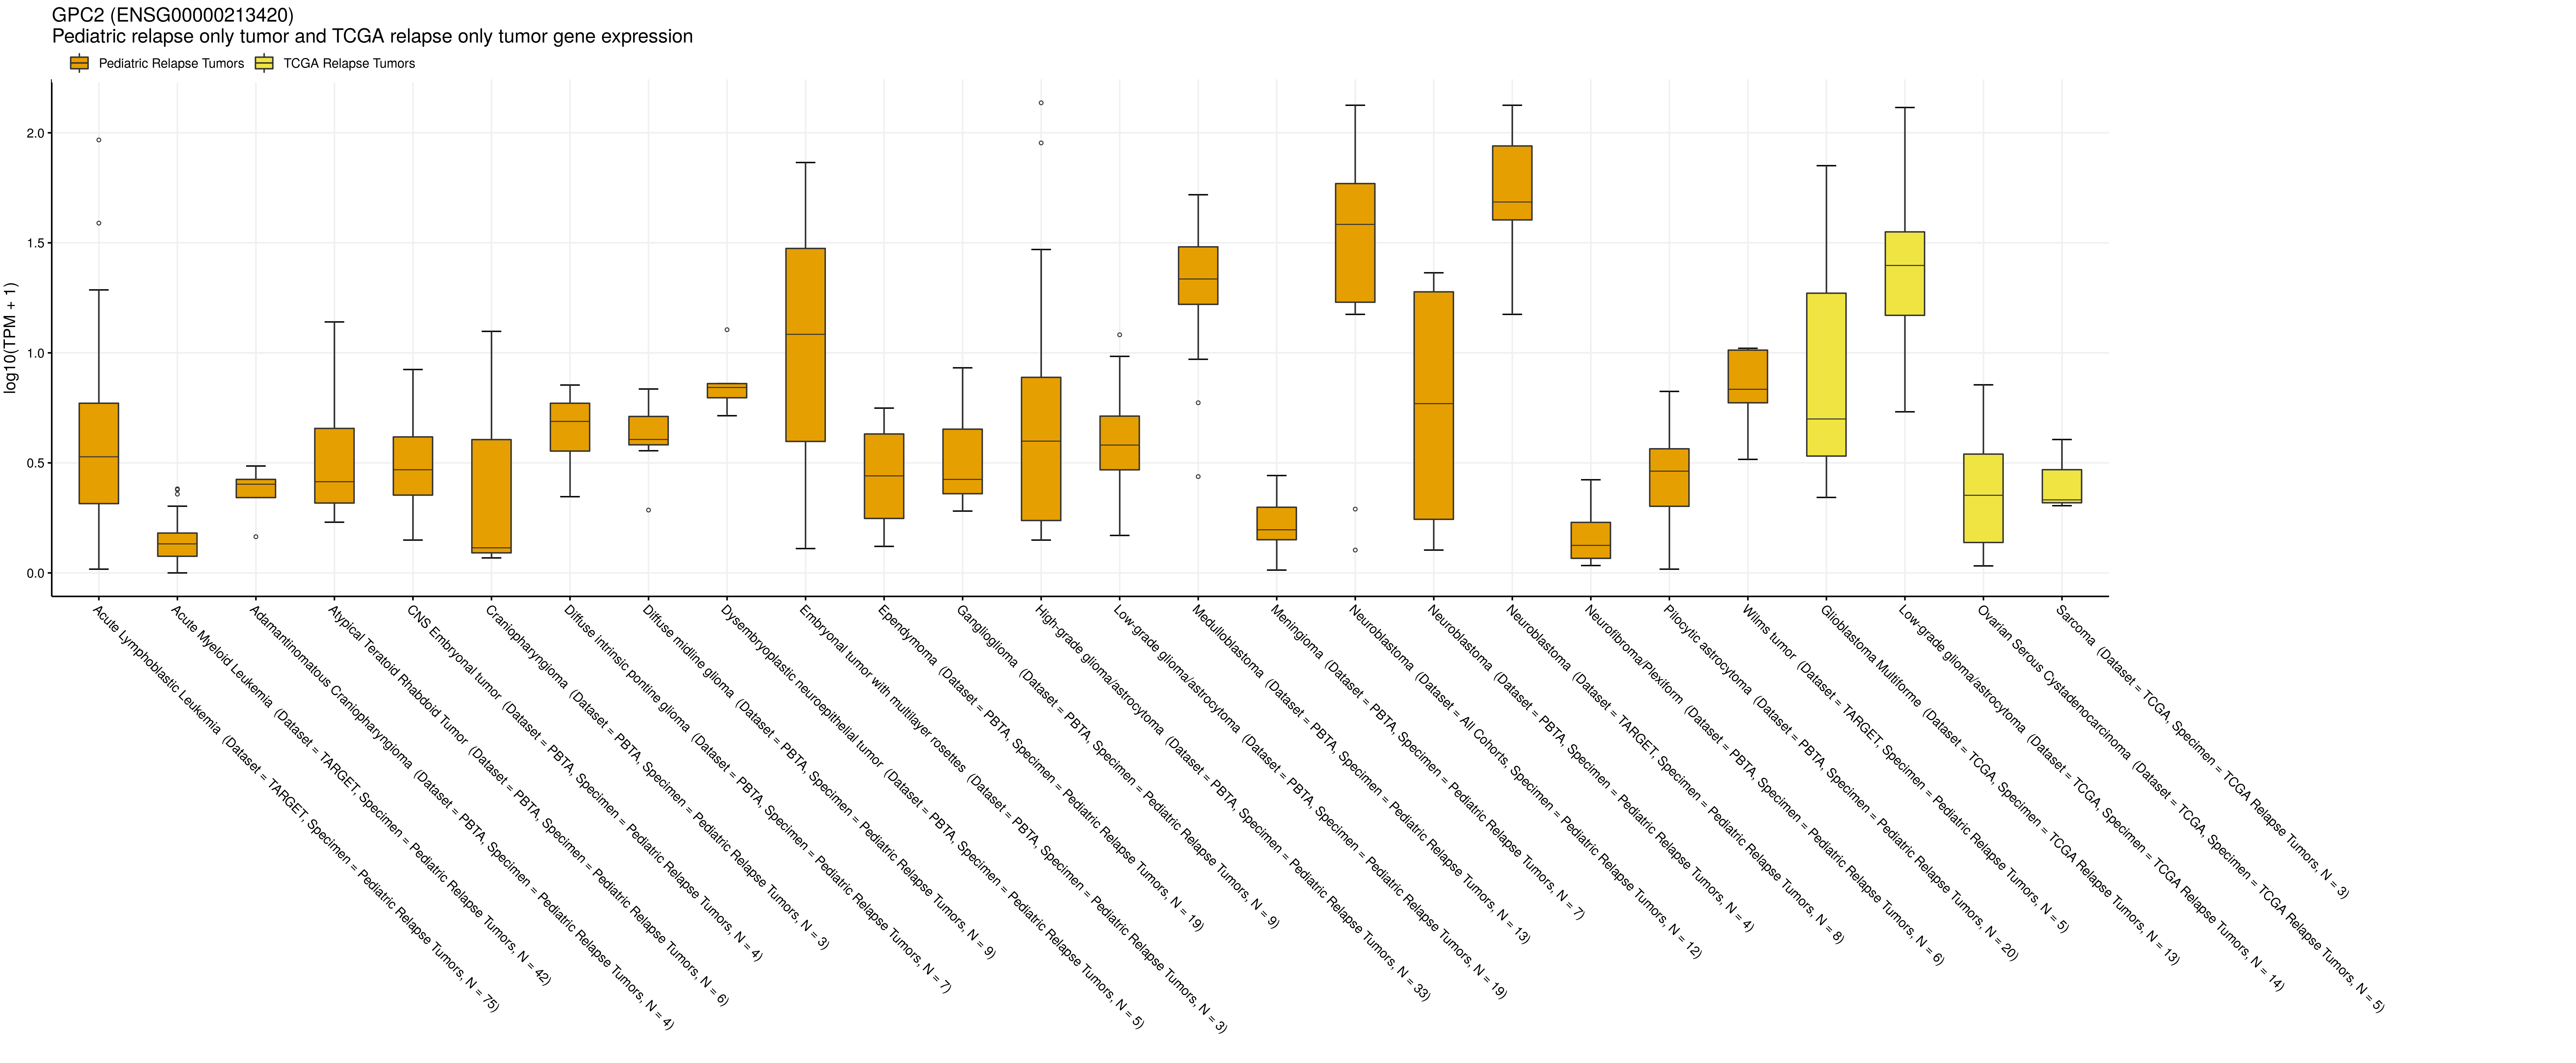 GPC2 (ENSG00000213420)
Pediatric relapse only tumor and TCGA relapse only tumor gene expression
Pediatric Relapse Tumors
TCGA Relapse Tumors
log10(TPM + 1)
2.0
1.5
1.0
0.5
0.0
Acute Lymphoblastic Leukemia (Dataset = TARGET, Specimen = Pediatric Relapse Tumors, N = 75)
Acute Myeloid Leukemia (Dataset = TARGET, Specimen = Pediatric Relapse Tumors, N = 42)
Adamantinomatous Craniopharyngioma (Dataset = PBTA, Specimen = Pediatric Relapse Tumors, N = 4)
Atypical Teratoid Rhabdoid Tumor (Dataset = PBTA, Specimen = Pediatric Relapse Tumors, N = 6)
CNS Embryonal tumor (Dataset = PBTA, Specimen = Pediatric Relapse Tumors, N = 4)
Craniopharyngioma (Dataset = PBTA, Specimen = Pediatric Relapse Tumors, N = 3)
Diffuse intrinsic pontine glioma (Dataset = PBTA, Specimen = Pediatric Relapse Tumors, N = 7)
Diffuse midline glioma (Dataset = PBTA, Specimen = Pediatric Relapse Tumors, N = 9)
Dysembryoplastic neuroepithelial tumor (Dataset = PBTA, Specimen = Pediatric Relapse Tumors, N = 5)
Embryonal tumor with multilayer rosettes (Dataset = PBTA, Specimen = Pediatric Relapse Tumors, N = 3)
Ependymoma (Dataset = PBTA, Specimen = Pediatric Relapse Tumors, N = 19)
Ganglioglioma (Dataset = PBTA, Specimen = Pediatric Relapse Tumors, N = 9)
High-grade glioma/astrocytoma (Dataset = PBTA, Specimen = Pediatric Relapse Tumors, N = 33)
Low-grade glioma/astrocytoma (Dataset = PBTA, Specimen = Pediatric Relapse Tumors, N = 19)
Medulloblastoma (Dataset = PBTA, Specimen = Pediatric Relapse Tumors, N = 13)
Meningioma (Dataset = PBTA, Specimen = Pediatric Relapse Tumors, N = 7)
Neuroblastoma (Dataset = All Cohorts, Specimen = Pediatric Relapse Tumors, N = 12)
Neuroblastoma (Dataset = PBTA, Specimen = Pediatric Relapse Tumors, N = 4)
Neuroblastoma (Dataset = TARGET, Specimen = Pediatric Relapse Tumors, N = 8)
Neurofibroma/Plexiform (Dataset = PBTA, Specimen = Pediatric Relapse Tumors, N = 6)
Pilocytic astrocytoma (Dataset = PBTA, Specimen = Pediatric Relapse Tumors, N = 20)
Wilms tumor (Dataset = TARGET, Specimen = Pediatric Relapse Tumors, N = 5)
Glioblastoma Multiforme (Dataset = TCGA, Specimen = TCGA Relapse Tumors, N = 13)
Low-grade glioma/astrocytoma (Dataset = TCGA, Specimen = TCGA Relapse Tumors, N = 14)
Ovarian Serous Cystadenocarcinoma (Dataset = TCGA, Specimen = TCGA Relapse Tumors, N = 5)
Sarcoma (Dataset = TCGA, Specimen = TCGA Relapse Tumors, N = 3)